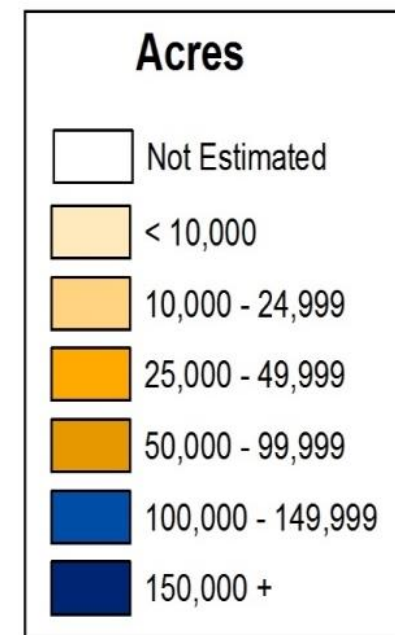 Acres
Not Estimated
< 10,000
10,000 - 24,999
25,000 - 49,999
50,000 - 99,999
100,000 - 149,999
150,000 +